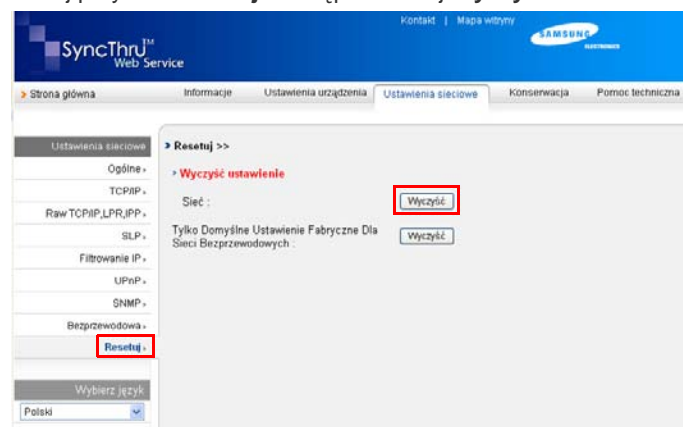 Kontakt | Mapa witryny
SAMSUNG
ELECTRONICS
SyncThru™
Web Service
Strona główna
Informacje
Ustawienia urządzenia
Ustawienia sieciowe
Konserwacja
Pomoc techniczna
Ustawienia sieciowe
Ogólne
TCP/IP
Raw TCP/IP,LPR,IPP
SLP
Filtrowanie IP
UPnP
SNMP
Bezprzewodowa
Resetuj
Wybierz język
Polski
Resetuj >>
Wyczyść ustawienie
Sieć :
Wyczyść
Tylko Domyślne Ustawienie Fabryczne Dla
Sieci Bezprzewodowych :
Wyczyść